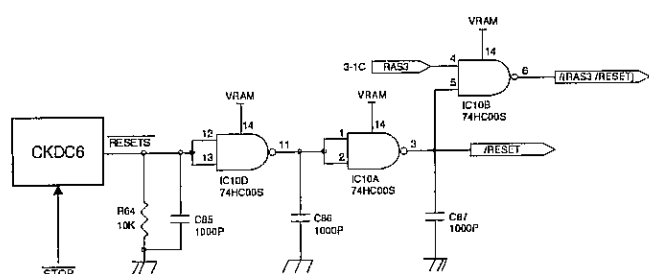 VRAM
14
3-1C
RAS3
4
5
6
/(RAS3 /RESET)
IC10B
74HC00S
VRAM
14
VRAM
14
CKDC6
RESETS
12
13
11
1
2
3
/RESET
IC10D
74HC00S
IC10A
74HC00S
R64
10K
C85
1000P
C86
1000P
C87
1000P
STOP